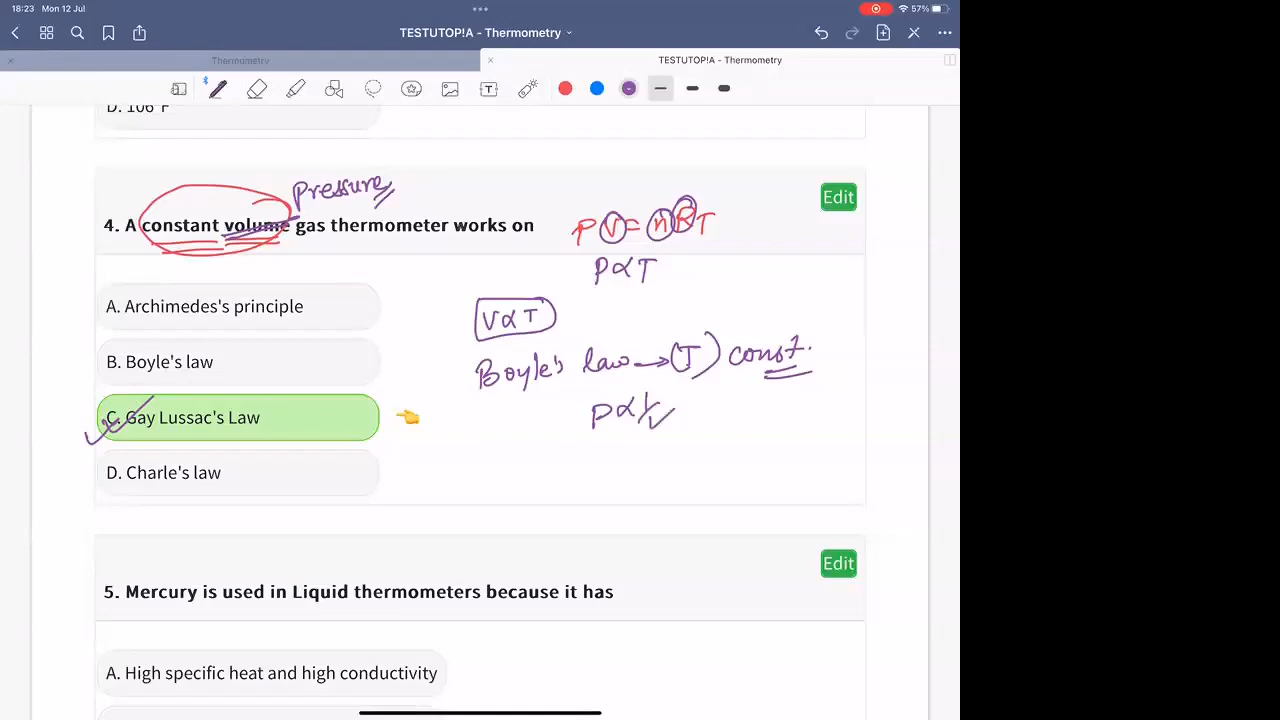 18:23 Mon 12 Jul
57%
TESTUTOP!A - Thermometry
Thermometry
TESTUTOP!A - Thermometry
D. 106°F
Pressure
Edit
4. A constant volume gas thermometer works on
PV = nRT
P∝T
A. Archimedes's principle
V∝T
B. Boyle's law
Boyle's law → (T) const.
C. Gay Lussac's Law
P∝1/V
D. Charle's law
Edit
5. Mercury is used in Liquid thermometers because it has
A. High specific heat and high conductivity